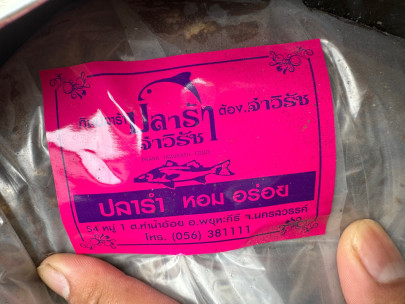 ปลาร้า ต้อง.จ่าวิรัช
จ่าวิรัช
ปลาร้า หอม อร่อย
54 หมู่ 1 ต.ท่าน้ำอ้อย อ.พยุหะคีรี จ.นครสวรรค์
โทร. (056) 381111